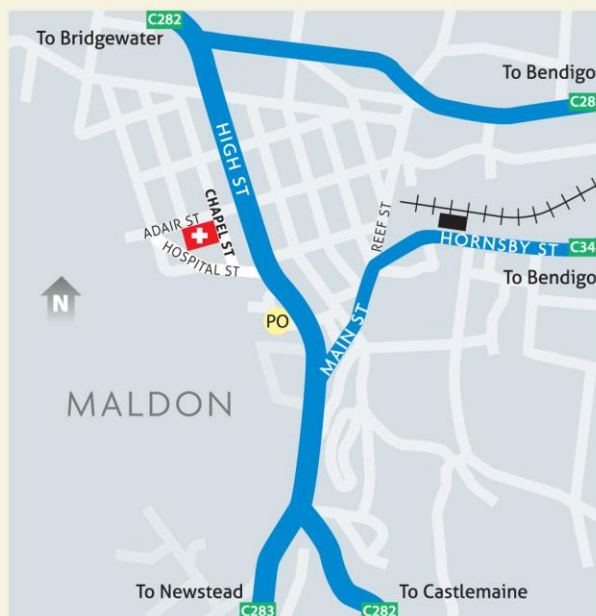 C282
To Bridgewater
To Bendigo
C28
HIGH ST
CHAPEL ST
ADAIR ST
HOSPITAL ST
REEF ST
HORNSBY ST
C34
To Bendigo
N
PO
MAIN ST
MALDON
To Newstead
To Castlemaine
C283
C282